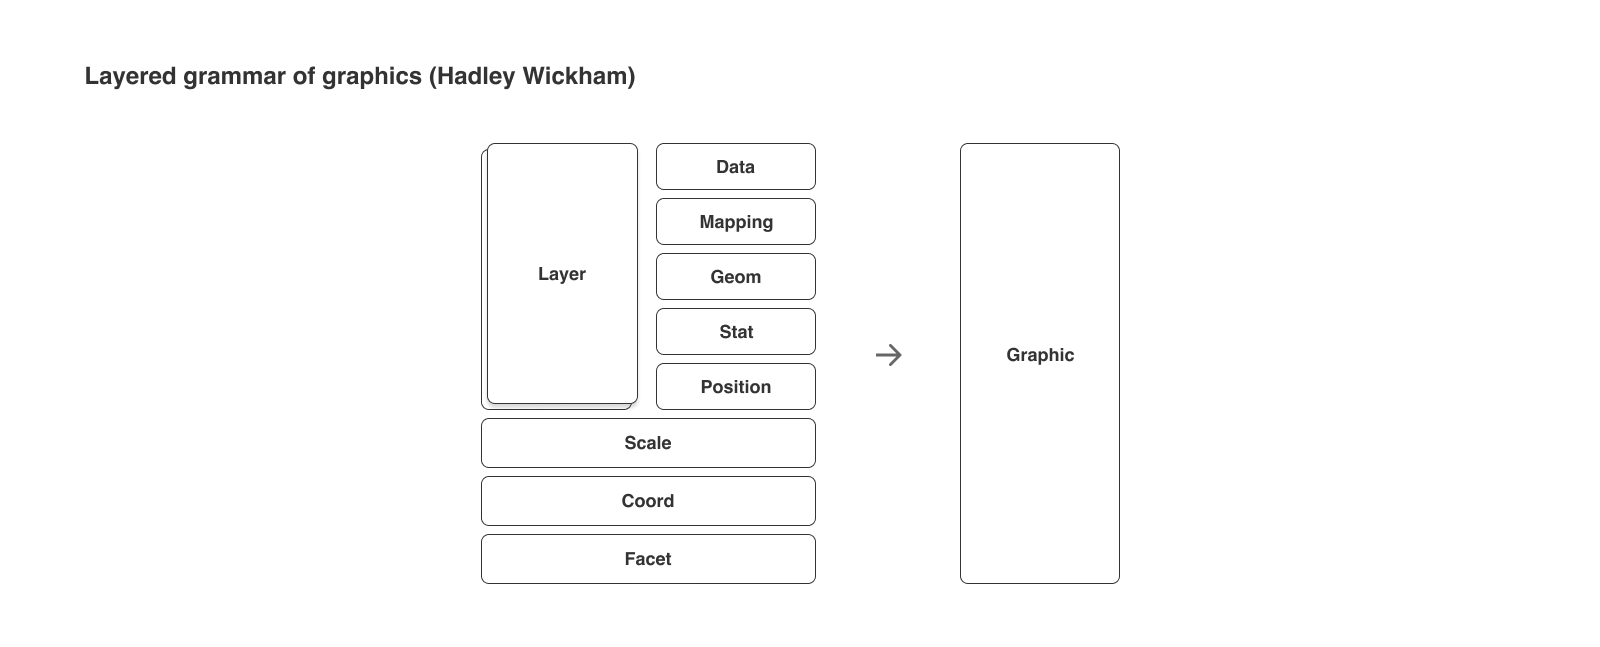 Layered grammar of graphics (Hadley Wickham)
Layer
Data
Mapping
Geom
Stat
Position
Scale
Coord
Facet
Graphic